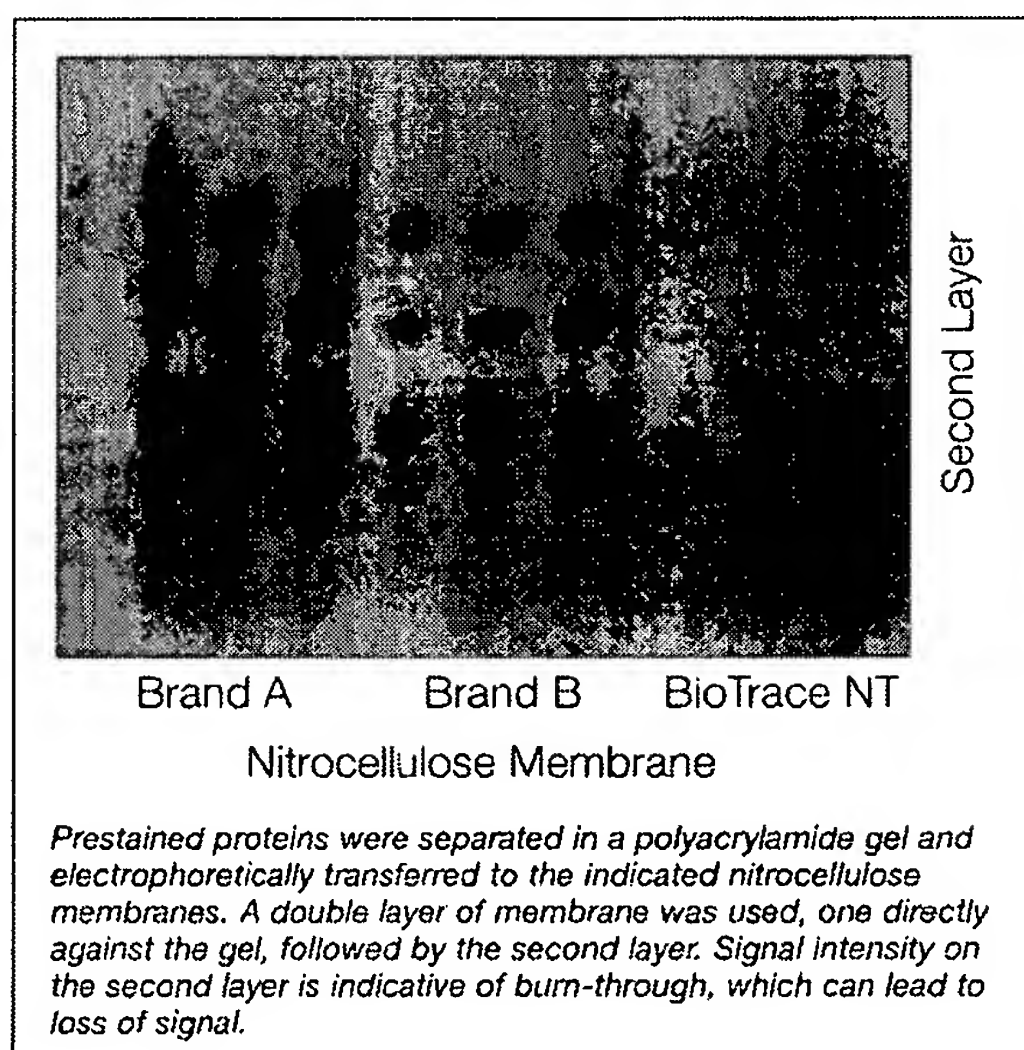 Second Layer
Brand A Brand B BioTrace NT
Nitrocellulose Membrane
Prestained proteins were separated in a polyacrylamide gel and
electrophoretically transferred to the indicated nitrocellulose
membranes. A double layer of membrane was used, one directly
against the gel, followed by the second layer. Signal intensity on
the second layer is indicative of burn-through, which can lead to
loss of signal.